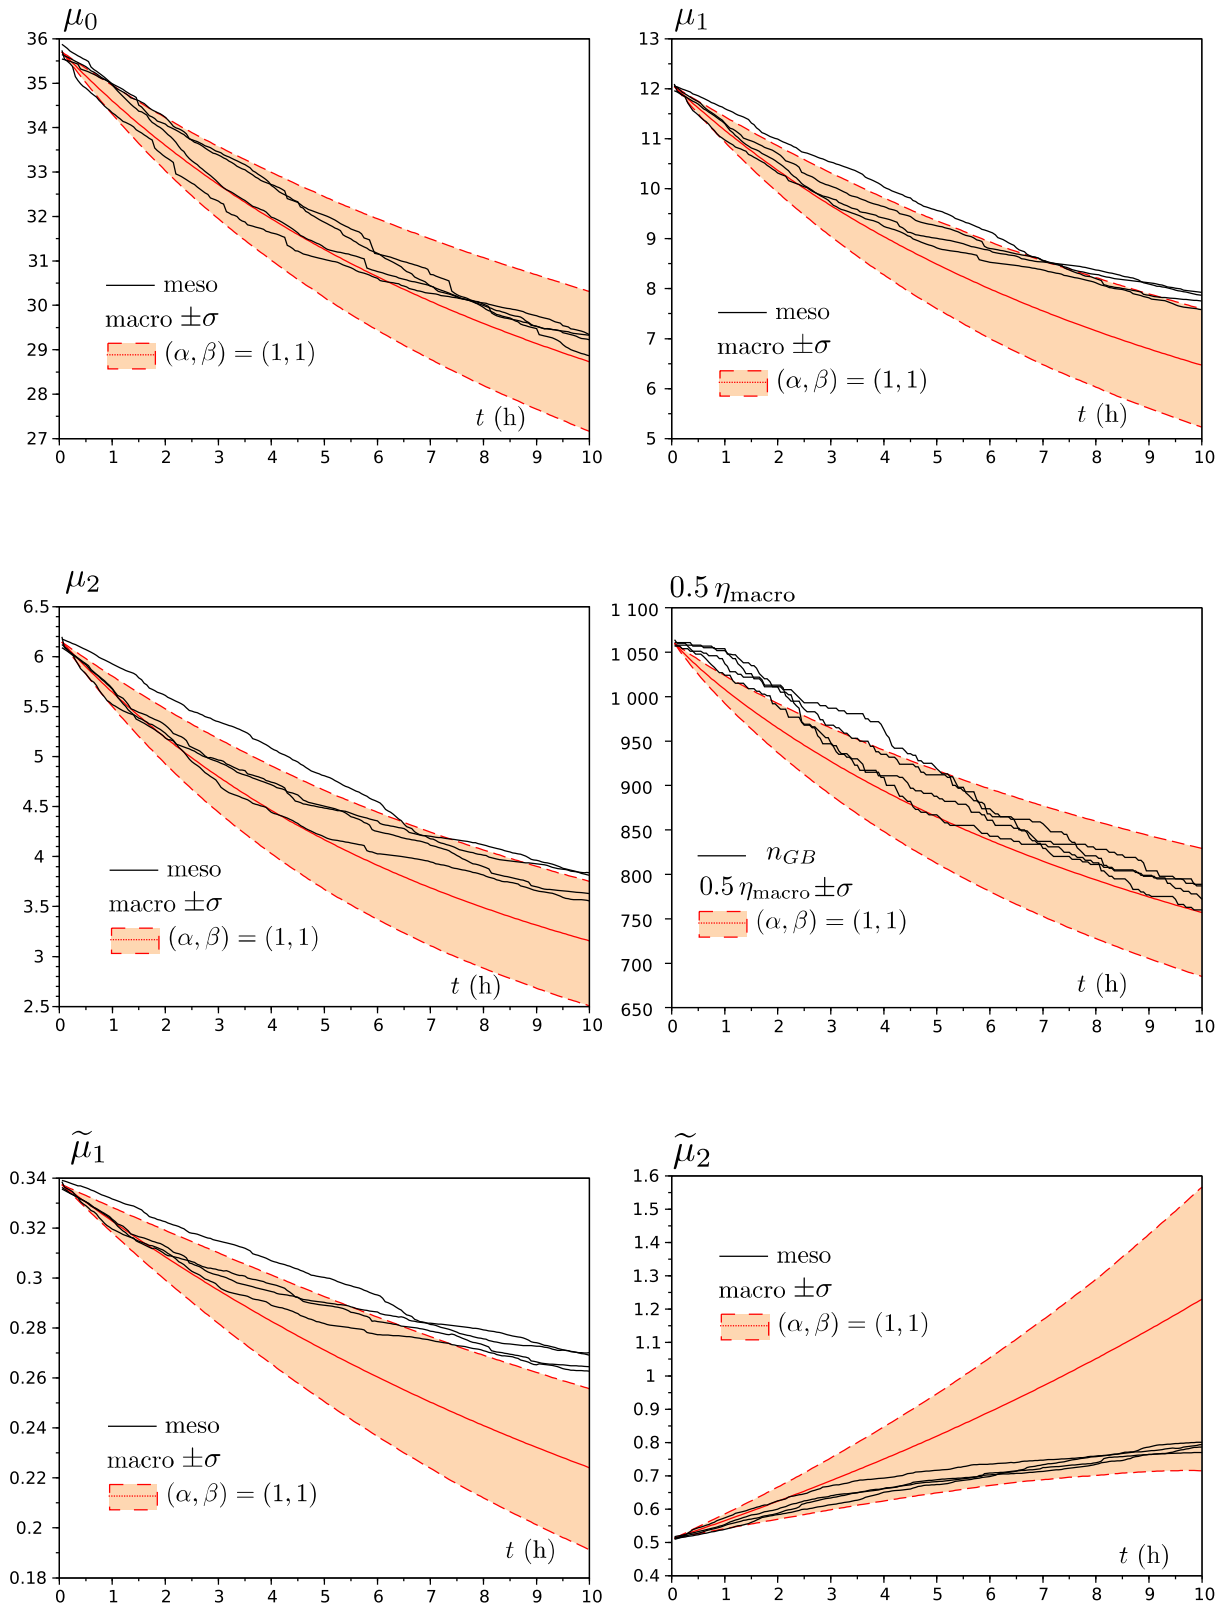 μ₀
36
35
34
33
32
31
30
29
28
27
0 1 2 3 4 5 6 7 8 9 10
meso
macro ±σ
(α, β) = (1, 1)
t (h)
μ₁
13
12
11
10
9
8
7
6
5
0 1 2 3 4 5 6 7 8 9 10
meso
macro ±σ
(α, β) = (1, 1)
t (h)
μ₂
6.5
6
5.5
5
4.5
4
3.5
3
2.5
0 1 2 3 4 5 6 7 8 9 10
meso
macro ±σ
(α, β) = (1, 1)
t (h)
0.5 η_macro
1 100
1 050
1 000
950
900
850
800
750
700
650
0 1 2 3 4 5 6 7 8 9 10
n_GB
0.5 η_macro ±σ
(α, β) = (1, 1)
t (h)
μ̃₁
0.34
0.32
0.3
0.28
0.26
0.24
0.22
0.2
0.18
0 1 2 3 4 5 6 7 8 9 10
meso
macro ±σ
(α, β) = (1, 1)
t (h)
μ̃₂
1.6
1.5
1.4
1.3
1.2
1.1
1
0.9
0.8
0.7
0.6
0.5
0.4
0 1 2 3 4 5 6 7 8 9 10
meso
macro ±σ
(α, β) = (1, 1)
t (h)